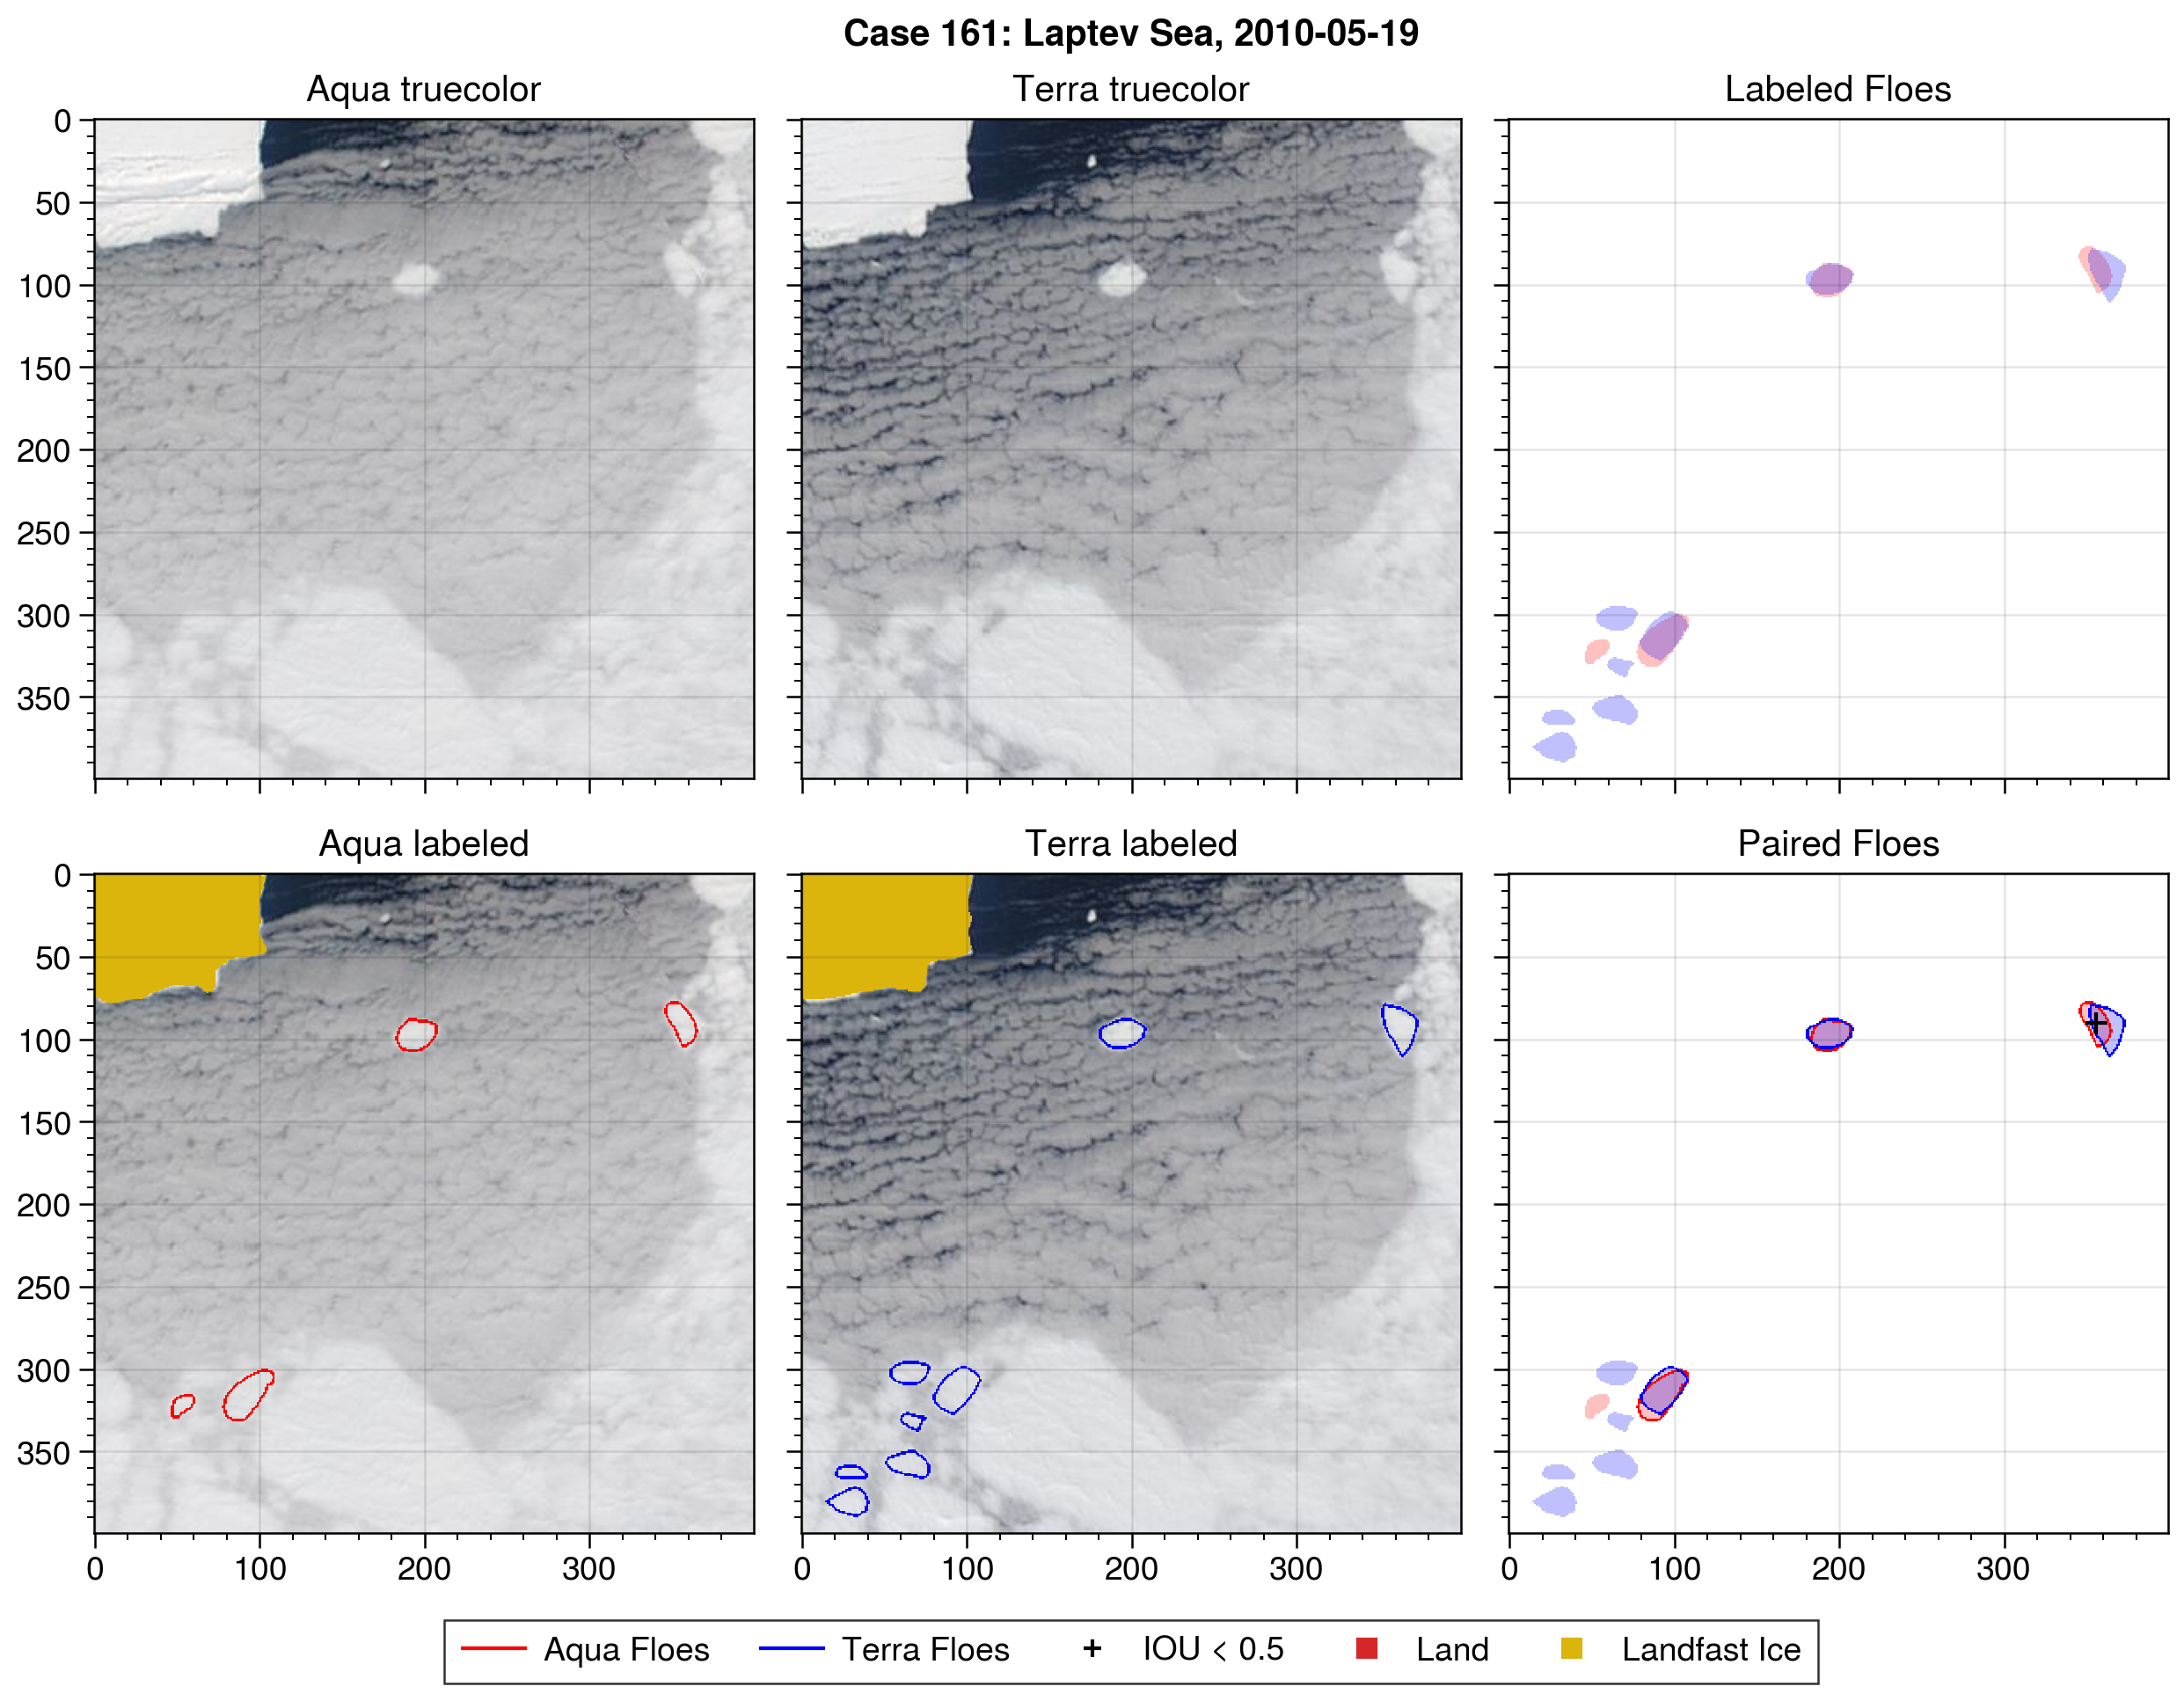 Case 161: Laptev Sea, 2010-05-19
Aqua truecolor
Terra truecolor
Labeled Floes
0
50
100
150
200
250
300
350
Aqua labeled
Terra labeled
Paired Floes
0
50
100
150
200
250
300
350
0 100 200 300
0 100 200 300
0 100 200 300
Aqua Floes
Terra Floes
+ IOU < 0.5
Land
Landfast Ice